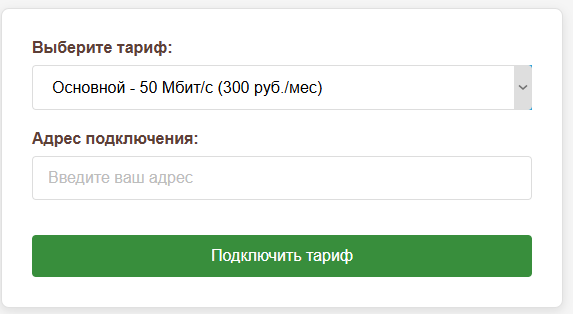 Выберите тариф:
Основной - 50 Мбит/с (300 руб./мес)
Адрес подключения:
Введите ваш адрес
Подключить тариф